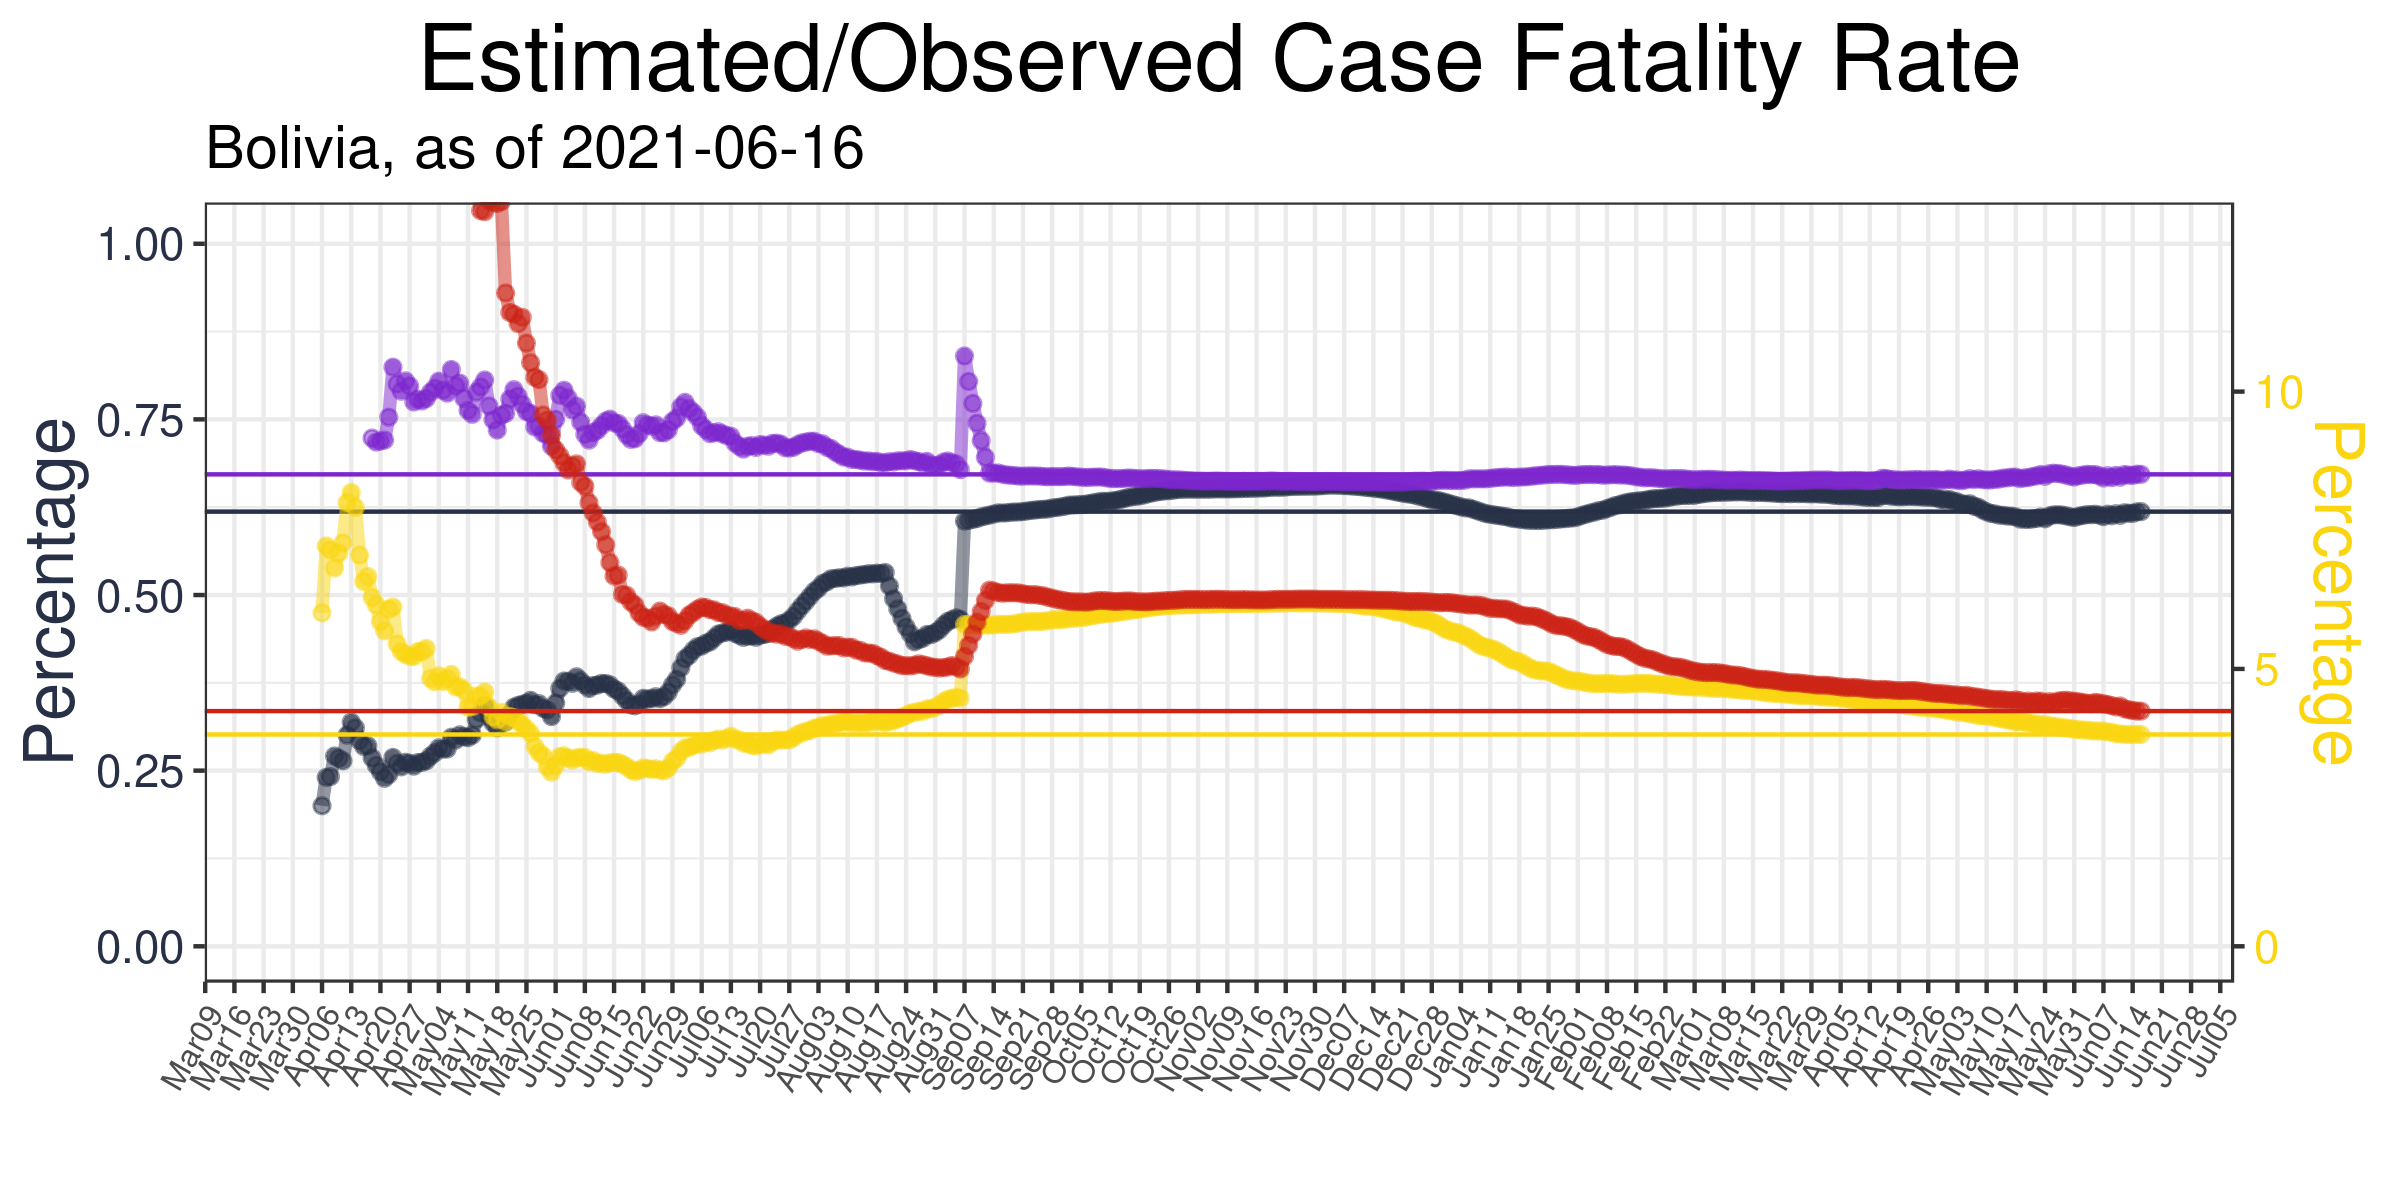 Estimated/Observed Case Fatality Rate
Bolivia, as of 2021-06-16
Percentage
1.00
0.75
0.50
0.25
0.00
10
5
0
Percentage
Mar09
Mar16
Mar23
Mar30
Apr06
Apr13
Apr20
Apr27
May04
May11
May18
May25
Jun01
Jun08
Jun15
Jun22
Jun29
Jul06
Jul13
Jul20
Jul27
Aug03
Aug10
Aug17
Aug24
Aug31
Sep07
Sep14
Sep21
Sep28
Oct05
Oct12
Oct19
Oct26
Nov02
Nov09
Nov16
Nov23
Nov30
Dec07
Dec14
Dec21
Dec28
Jan04
Jan11
Jan18
Jan25
Feb01
Feb08
Feb15
Feb22
Mar01
Mar08
Mar15
Mar22
Mar29
Apr05
Apr12
Apr19
Apr26
May03
May10
May17
May24
May31
Jun07
Jun14
Jun21
Jun28
Jul05